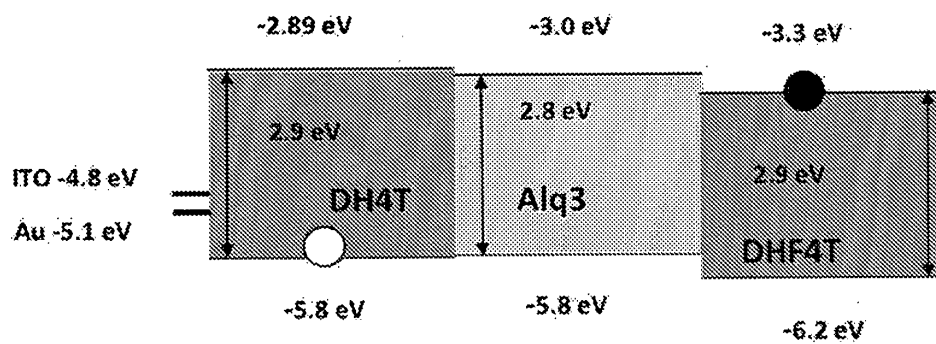 -2.89 eV
-3.0 eV
-3.3 eV
2.9 eV
2.8 eV
2.9 eV
ITO -4.8 eV
Au -5.1 eV
DH4T
Alq3
DHF4T
-5.8 eV
-5.8 eV
-6.2 eV